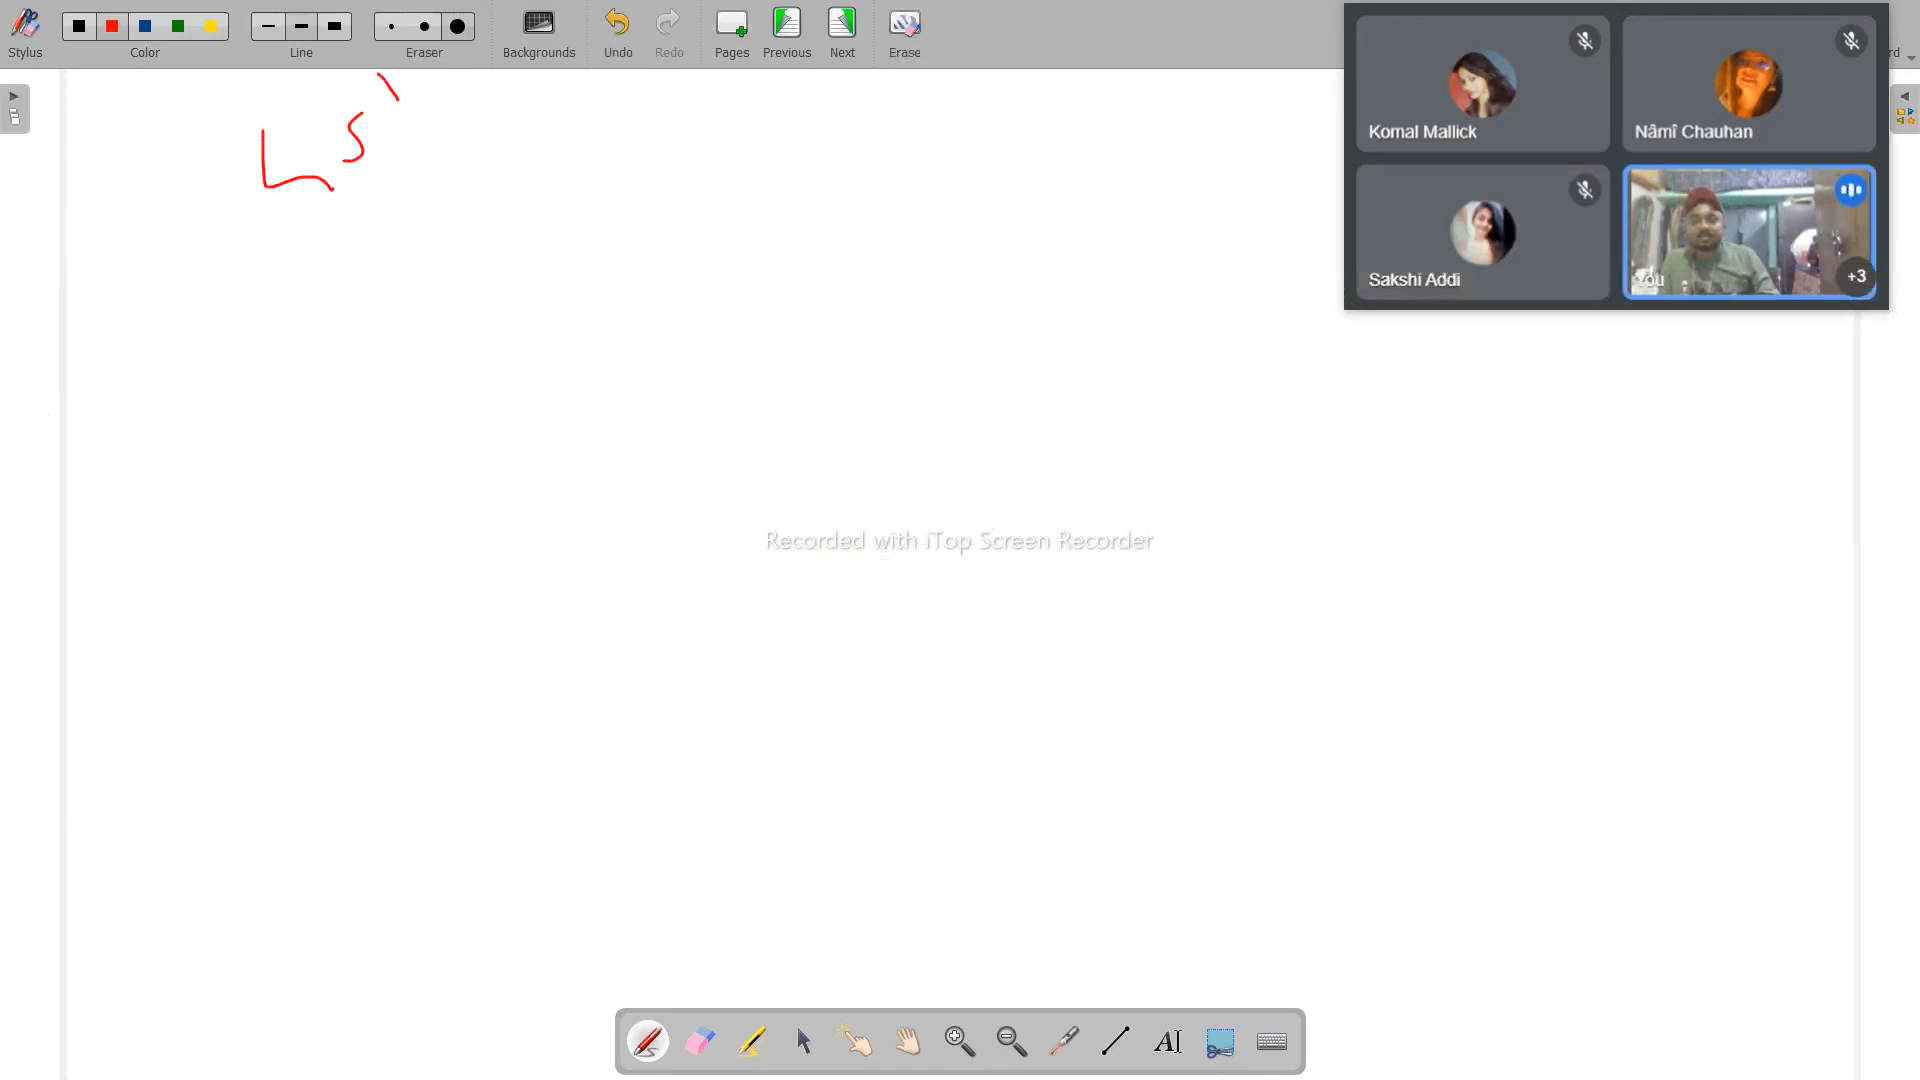 Stylus Color Line Eraser Backgrounds Undo Redo Pages Previous Next Erase rd
Komal Mallick Nâmî Chauhan
Sakshi Addi You +3
L s
Recorded with iTop Screen Recorder
A